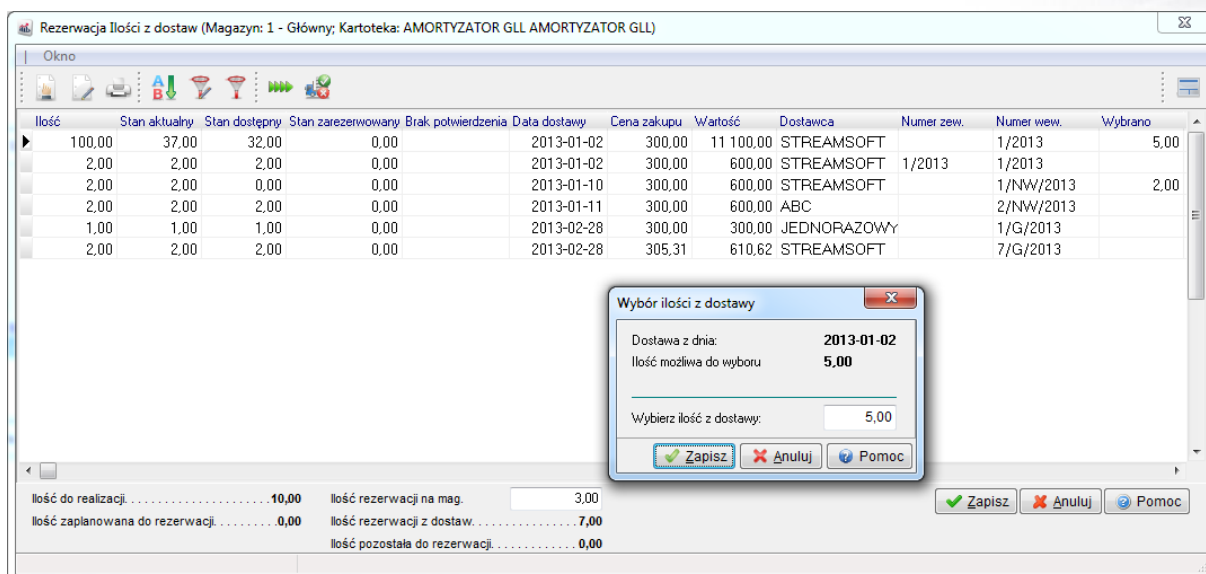 Rezerwacja Ilości z dostaw (Magazyn: 1 - Główny; Kartoteka: AMORTYZATOR GLL AMORTYZATOR GLL)
Okno
Ilość Stan aktualny Stan dostępny Stan zarezerwowany Brak potwierdzenia Data dostawy Cena zakupu Wartość Dostawca Numer zew. Numer wew. Wybrano
100,00 37,00 32,00 0,00 2013-01-02 300,00 11 100,00 STREAMSOFT 1/2013 5,00
2,00 2,00 2,00 0,00 2013-01-02 300,00 600,00 STREAMSOFT 1/2013 1/2013
2,00 2,00 0,00 0,00 2013-01-10 300,00 600,00 STREAMSOFT 1/NW/2013 2,00
2,00 2,00 2,00 0,00 2013-01-11 300,00 600,00 ABC 2/NW/2013
1,00 1,00 1,00 0,00 2013-02-28 300,00 300,00 JEDNORAZOWY 1/G/2013
2,00 2,00 2,00 0,00 2013-02-28 305,31 610,62 STREAMSOFT 7/G/2013
Wybór ilości z dostawy
Dostawa z dnia: 2013-01-02
Ilość możliwa do wyboru 5,00
Wybierz ilość z dostawy: 5,00
Zapisz Anuluj Pomoc
Ilość do realizacji. . . . . . . . . . . . . . . . . . . . . .10,00 Ilość rezerwacji na mag. 3,00 Zapisz Anuluj Pomoc
Ilość zaplanowana do rezerwacji. . . . . . . . .0,00 Ilość rezerwacji z dostaw. . . . . . . . . . . . . . . .7,00
Ilość pozostała do rezerwacji. . . . . . . . . . . . . 0,00